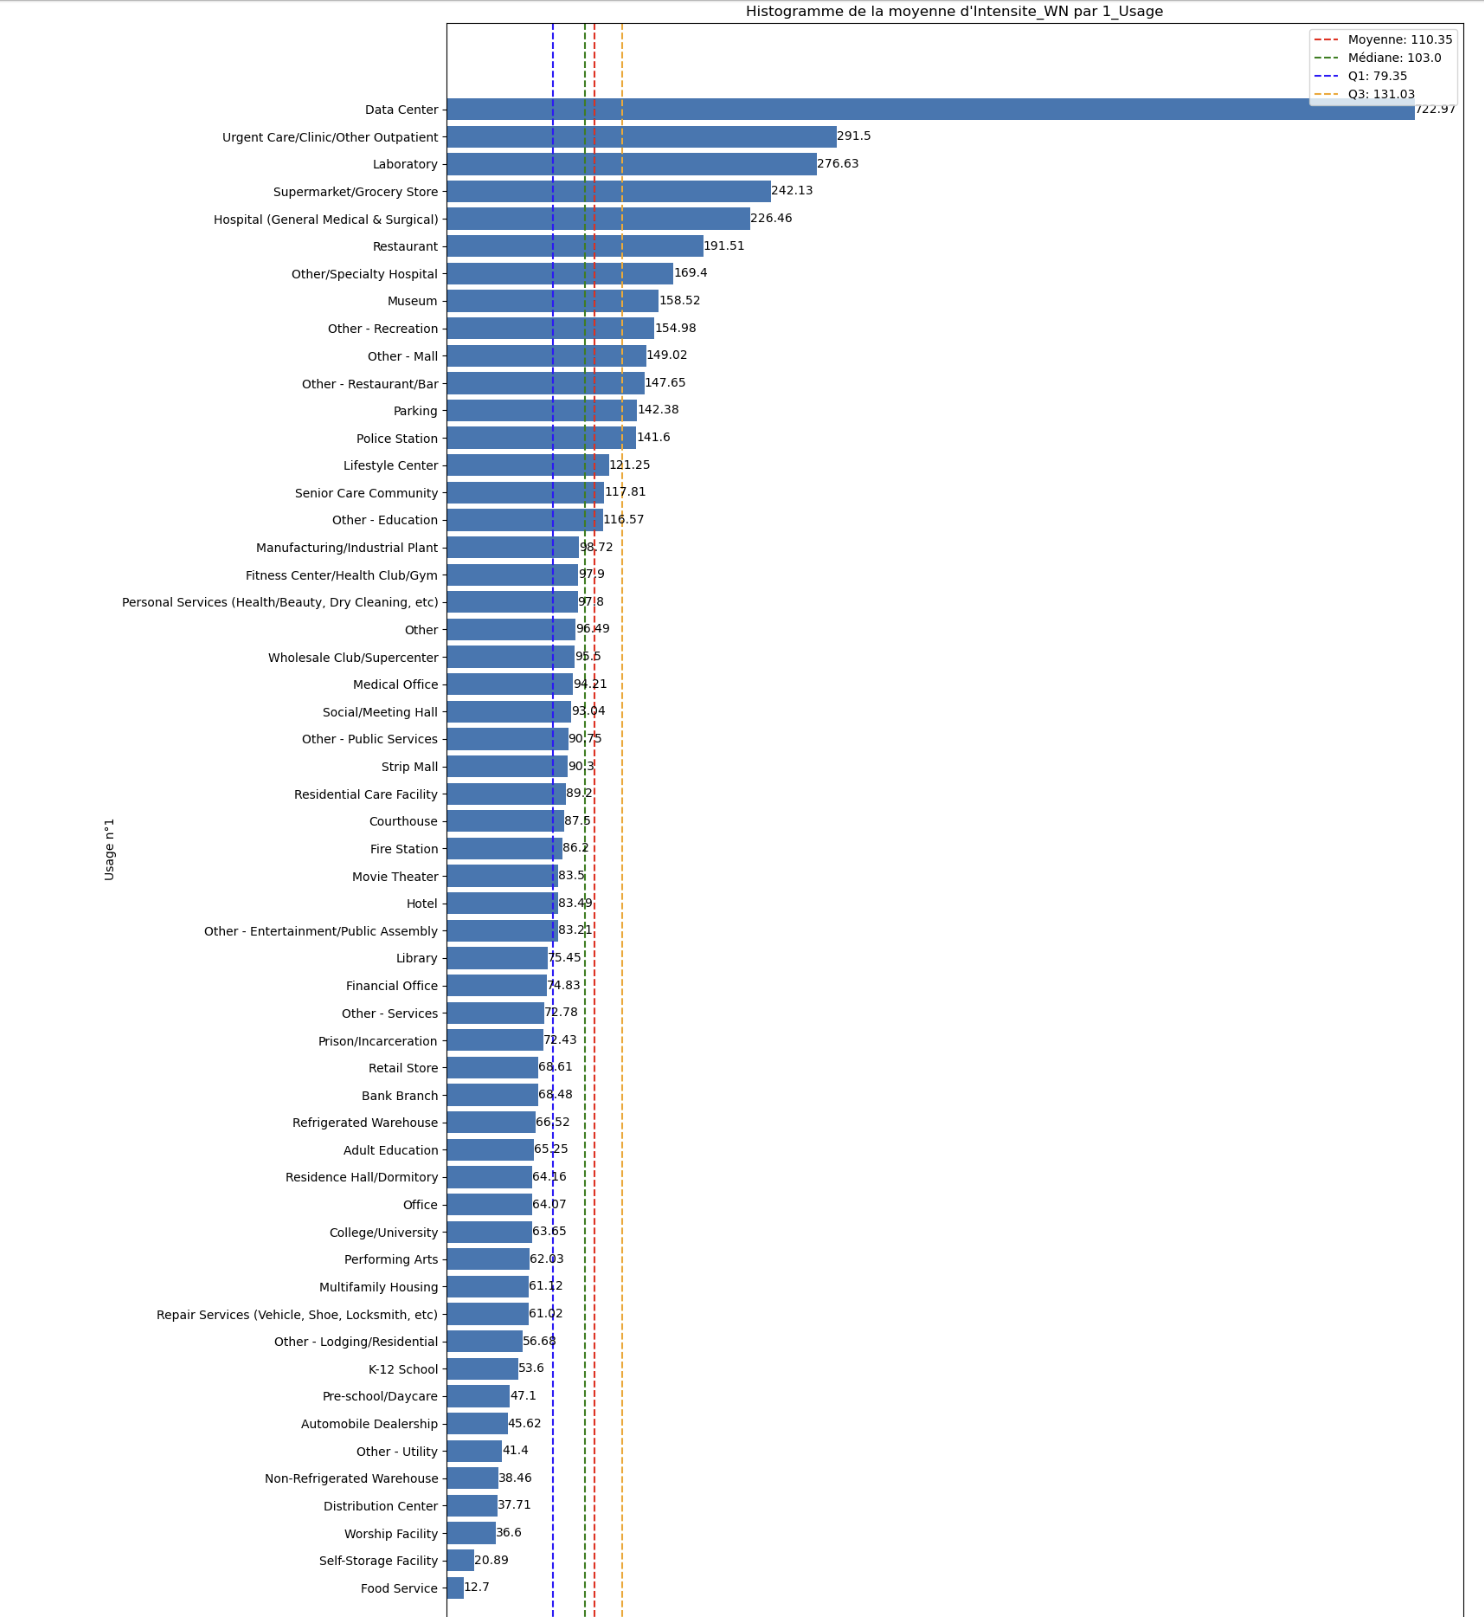 Histogramme de la moyenne d'Intensite_WN par 1_Usage
Moyenne: 110.35
Médiane: 103.0
Q1: 79.35
Q3: 131.03
Usage n°1
Data Center 722.97
Urgent Care/Clinic/Other Outpatient 291.5
Laboratory 276.63
Supermarket/Grocery Store 242.13
Hospital (General Medical & Surgical) 226.46
Restaurant 191.51
Other/Specialty Hospital 169.4
Museum 158.52
Other - Recreation 154.98
Other - Mall 149.02
Other - Restaurant/Bar 147.65
Parking 142.38
Police Station 141.6
Lifestyle Center 121.25
Senior Care Community 117.81
Other - Education 116.57
Manufacturing/Industrial Plant 98.72
Fitness Center/Health Club/Gym 97.9
Personal Services (Health/Beauty, Dry Cleaning, etc) 97.8
Other 96.49
Wholesale Club/Supercenter 95.5
Medical Office 94.21
Social/Meeting Hall 93.04
Other - Public Services 90.75
Strip Mall 90.3
Residential Care Facility 89.2
Courthouse 87.5
Fire Station 86.2
Movie Theater 83.5
Hotel 83.49
Other - Entertainment/Public Assembly 83.21
Library 75.45
Financial Office 74.83
Other - Services 72.78
Prison/Incarceration 72.43
Retail Store 68.61
Bank Branch 68.48
Refrigerated Warehouse 66.52
Adult Education 65.25
Residence Hall/Dormitory 64.16
Office 64.07
College/University 63.65
Performing Arts 62.03
Multifamily Housing 61.12
Repair Services (Vehicle, Shoe, Locksmith, etc) 61.02
Other - Lodging/Residential 56.68
K-12 School 53.6
Pre-school/Daycare 47.1
Automobile Dealership 45.62
Other - Utility 41.4
Non-Refrigerated Warehouse 38.46
Distribution Center 37.71
Worship Facility 36.6
Self-Storage Facility 20.89
Food Service 12.7